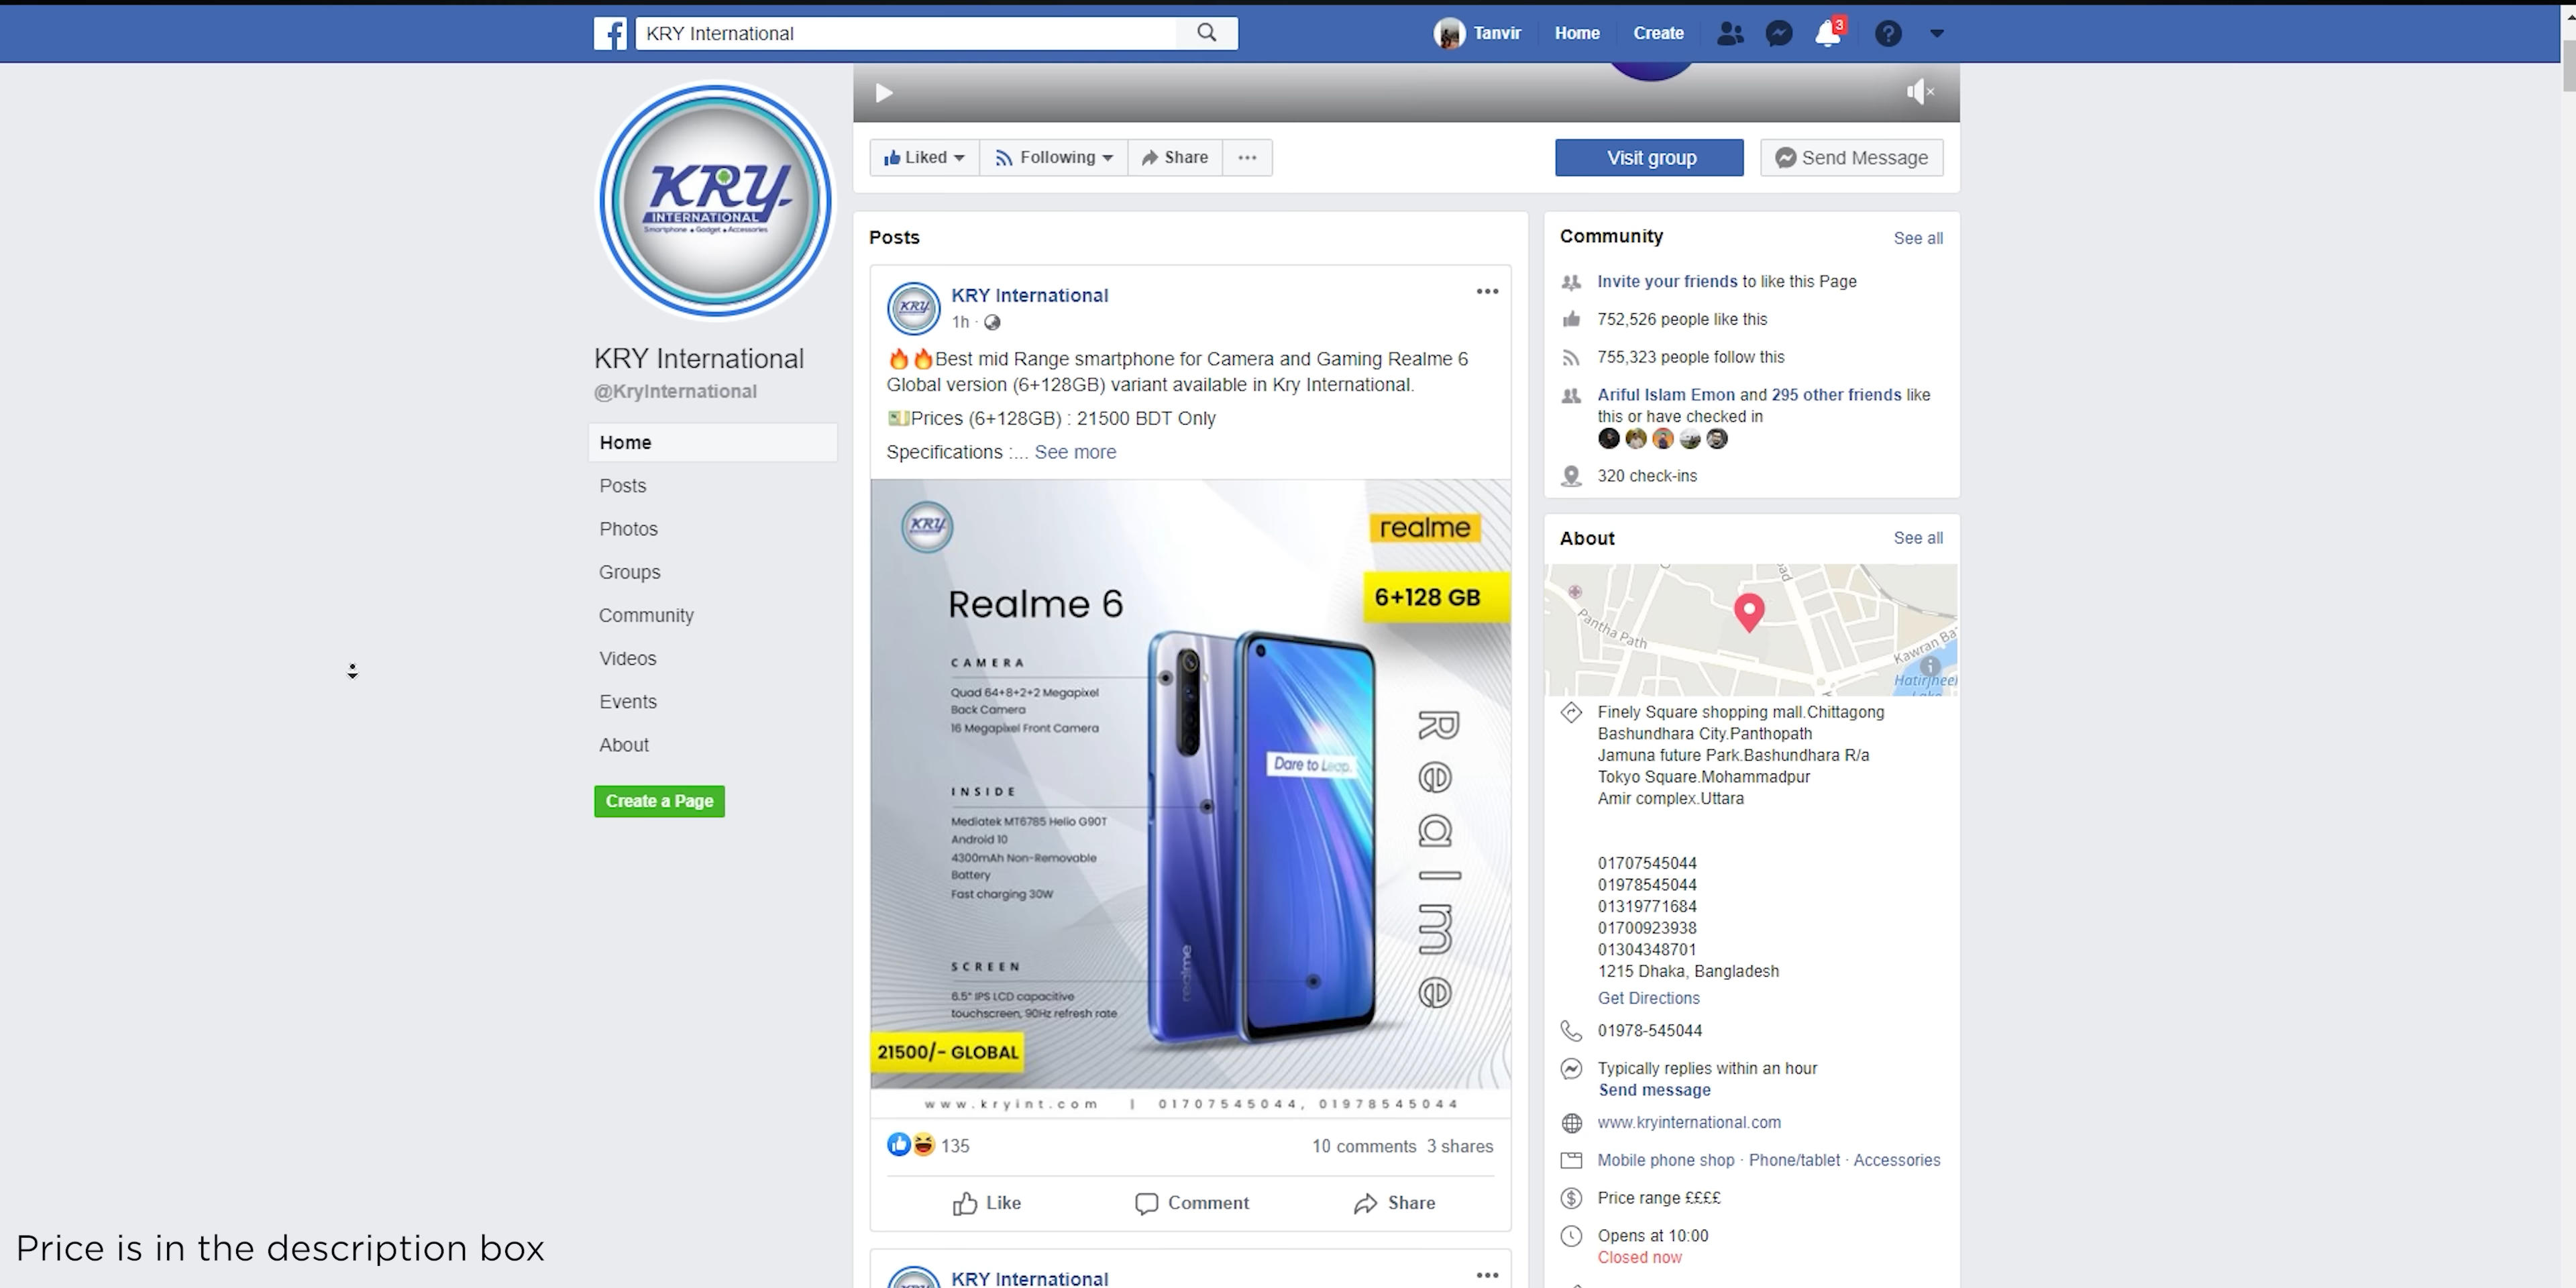 KRY International
Tanvir
Home
Create
3
KRY
INTERNATIONAL
Smartphone • Gadget • Accessories
KRY International
@KryInternational
Home
Posts
Photos
Groups
Community
Videos
Events
About
Create a Page
Liked
Following
Share
Visit group
Send Message
Posts
KRY
KRY International
1h ·
🔥🔥Best mid Range smartphone for Camera and Gaming Realme 6
Global version (6+128GB) variant available in Kry International.
💵Prices (6+128GB) : 21500 BDT Only
Specifications :... See more
KRY
realme
6+128 GB
Realme 6
CAMERA
Quad 64+8+2+2 Megapixel
Back Camera
16 Megapixel Front Camera
INSIDE
Mediatek MT6785 Helio G90T
Android 10
4300mAh Non-Removable
Battery
Fast charging 30W
SCREEN
6.5" IPS LCD capacitive
touchscreen, 90Hz refresh rate
Dare to Leap.
realme
Realme
21500/- GLOBAL
www.kryint.com | 01707545044, 01978545044
135
10 comments 3 shares
Like
Comment
Share
KRY International
Community
See all
Invite your friends to like this Page
752,526 people like this
755,323 people follow this
Ariful Islam Emon and 295 other friends like
this or have checked in
320 check-ins
About
See all
Pantha Path
Kawran Ba
Hatirjheel
Lake
Finely Square shopping mall.Chittagong
Bashundhara City.Panthopath
Jamuna future Park.Bashundhara R/a
Tokyo Square.Mohammadpur
Amir complex.Uttara
01707545044
01978545044
01319771684
01700923938
01304348701
1215 Dhaka, Bangladesh
Get Directions
01978-545044
Typically replies within an hour
Send message
www.kryinternational.com
Mobile phone shop · Phone/tablet · Accessories
Price range ££££
Opens at 10:00
Closed now
Price is in the description box